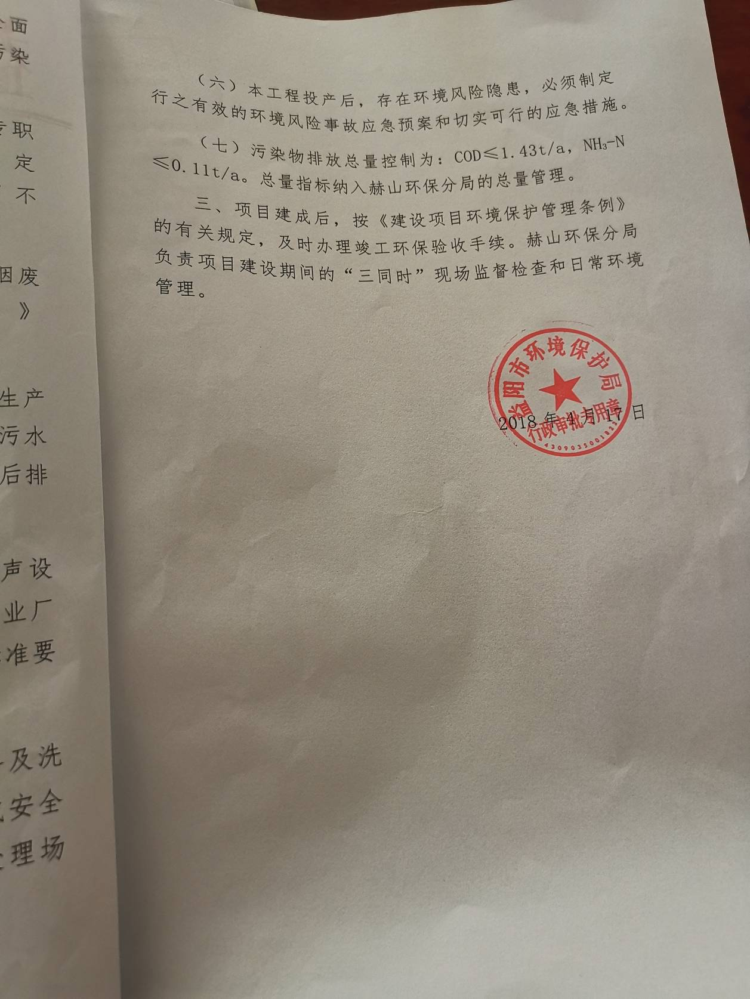 全面
污染
专职
定
不
因废
》
生产
污水
后排
声设
业厂
准要
及洗
安全
理场
（六）本工程投产后，存在环境风险隐患，必须制定
行之有效的环境风险事故应急预案和切实可行的应急措施。
（七）污染物排放总量控制为：COD≤1.43t/a，NH₃-N
≤0.11t/a。总量指标纳入赫山环保分局的总量管理。
三、项目建成后，按《建设项目环境保护管理条例》
的有关规定，及时办理竣工环保验收手续。赫山环保分局
负责项目建设期间的“三同时”现场监督检查和日常环境
管理。
益阳市环境保护局
2018 年 4 月 17 日
行政审批专用章
4309035001822